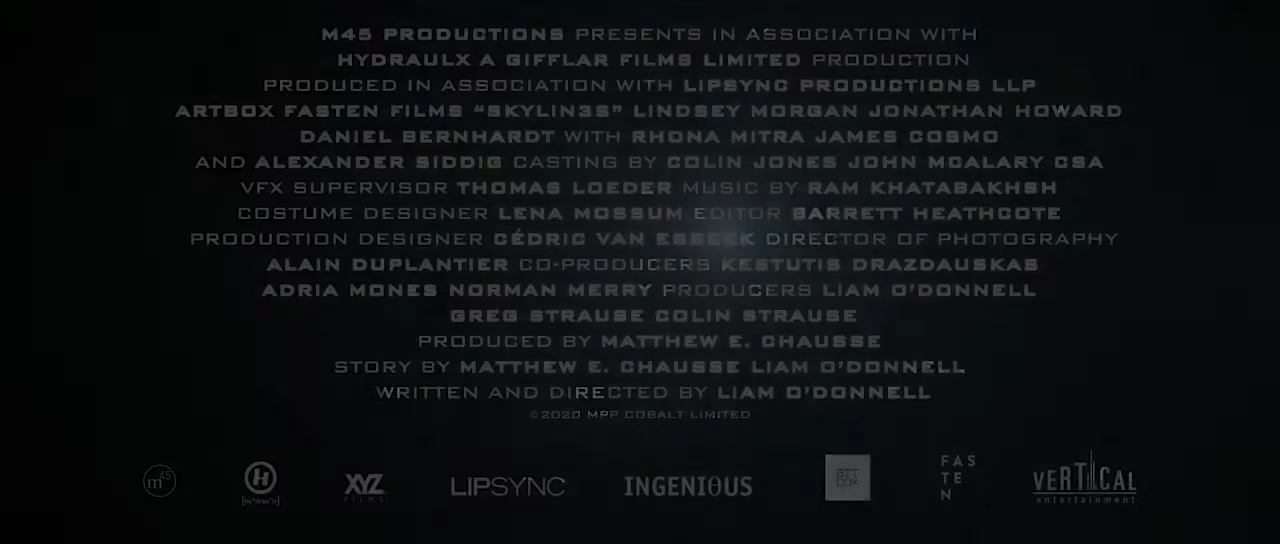 M45 PRODUCTIONS PRESENTS IN ASSOCIATION WITH
HYDRAULX A GIFFLAR FILMS LIMITED PRODUCTION
PRODUCED IN ASSOCIATION WITH LIPSYNC PRODUCTIONS LLP
ARTBOX FASTEN FILMS “SKYLIN3S” LINDSEY MORGAN JONATHAN HOWARD
DANIEL BERNHARDT WITH RHONA MITRA JAMES COSMO
AND ALEXANDER SIDDIG CASTING BY COLIN JONES JOHN MCALARY CSA
VFX SUPERVISOR THOMAS LOEDER MUSIC BY RAM KHATABAKHSH
COSTUME DESIGNER LENA MOSSUM EDITOR BARRETT HEATHCOTE
PRODUCTION DESIGNER CÉDRIC VAN ESBEEK DIRECTOR OF PHOTOGRAPHY
ALAIN DUPLANTIER CO-PRODUCERS KESTUTIS DRAZDAUSKAS
ADRIA MONES NORMAN MERRY PRODUCERS LIAM O’DONNELL
GREG STRAUSE COLIN STRAUSE
PRODUCED BY MATTHEW E. CHAUSSE
STORY BY MATTHEW E. CHAUSSE LIAM O’DONNELL
WRITTEN AND DIRECTED BY LIAM O’DONNELL
©2020 MPP COBALT LIMITED
m45
H
XYZ
FILMS
LIPSYNC
INGENIOUS
FAS
TE
N
VERTICAL
entertainment